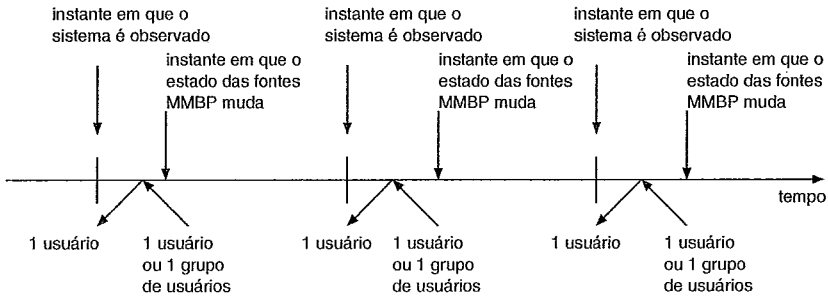 instante em que o
sistema é observado
instante em que o
estado das fontes
MMBP muda
instante em que o
sistema é observado
instante em que o
estado das fontes
MMBP muda
instante em que o
sistema é observado
instante em que o
estado das fontes
MMBP muda
tempo
1 usuário
1 usuário
ou 1 grupo
de usuários
1 usuário
1 usuário
ou 1 grupo
de usuários
1 usuário
1 usuário
ou 1 grupo
de usuários